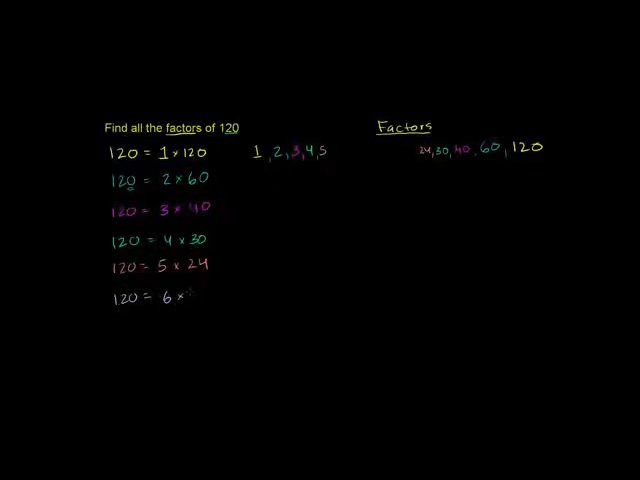 Find all the factors of 120
Factors
120 = 1 × 120
1, 2, 3, 4, 5
24, 30, 40, 60, 120
120 = 2 × 60
120 = 3 × 40
120 = 4 × 30
120 = 5 × 24
120 = 6 ×